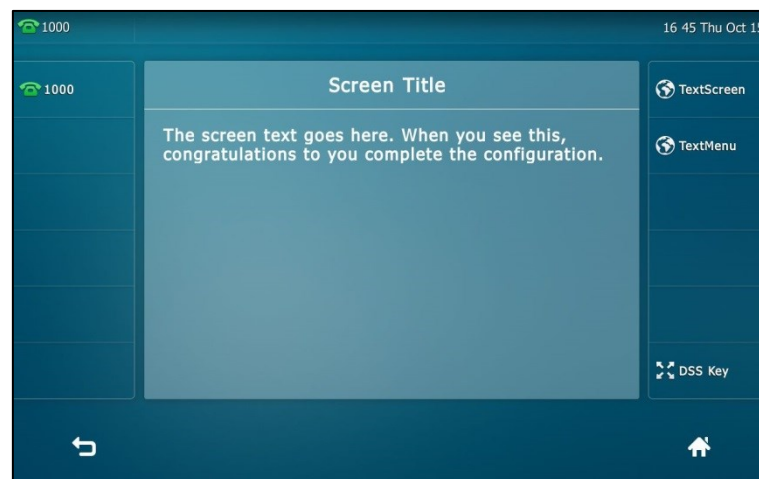 1000
16 45 Thu Oct 15
1000
Screen Title
The screen text goes here. When you see this,
congratulations to you complete the configuration.
TextScreen
TextMenu
DSS Key